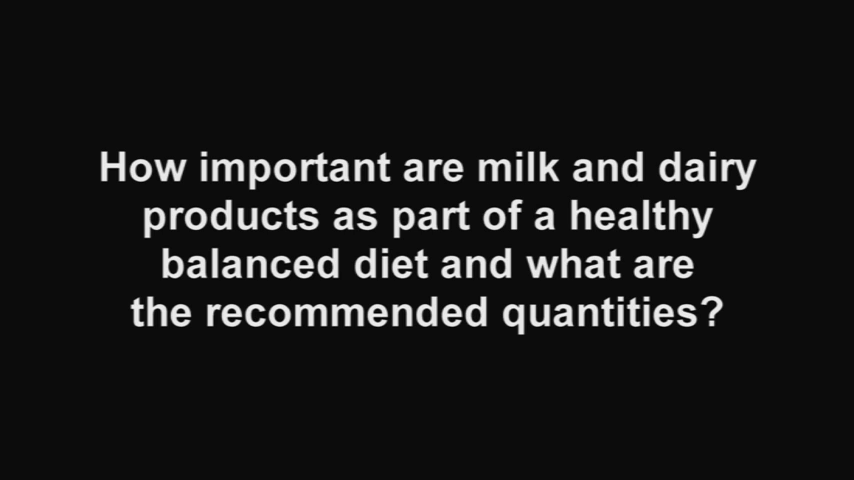 How important are milk and dairy
products as part of a healthy
balanced diet and what are
the recommended quantities?